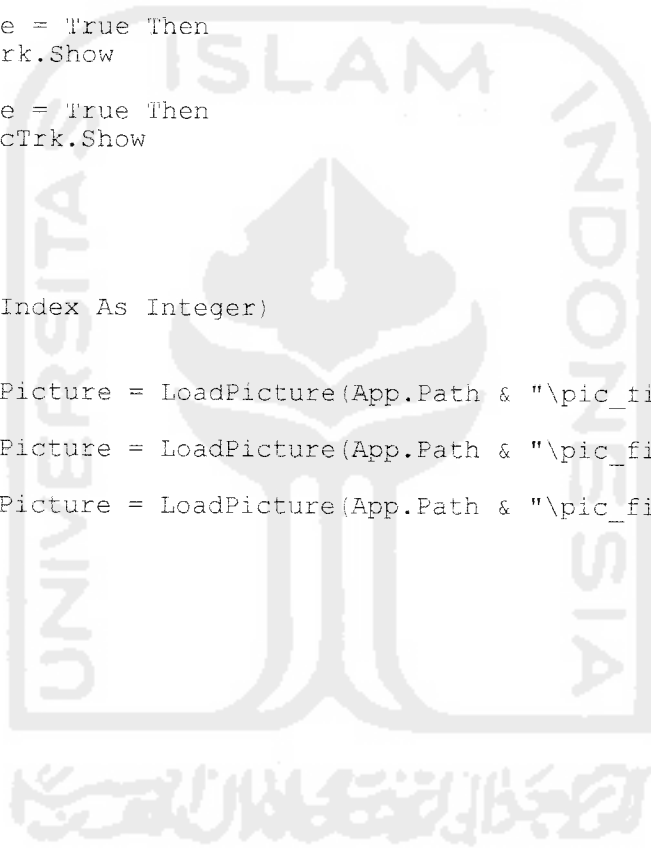 e = True Then
rk.Show
e = True Then
cTrk.Show
Index As Integer)
Picture = LoadPicture(App.Path & "\pic_fi
Picture = LoadPicture(App.Path & "\pic_fi
Picture = LoadPicture(App.Path & "\pic_fi
UNIVERSITAS
ISLAM
INDONESIA